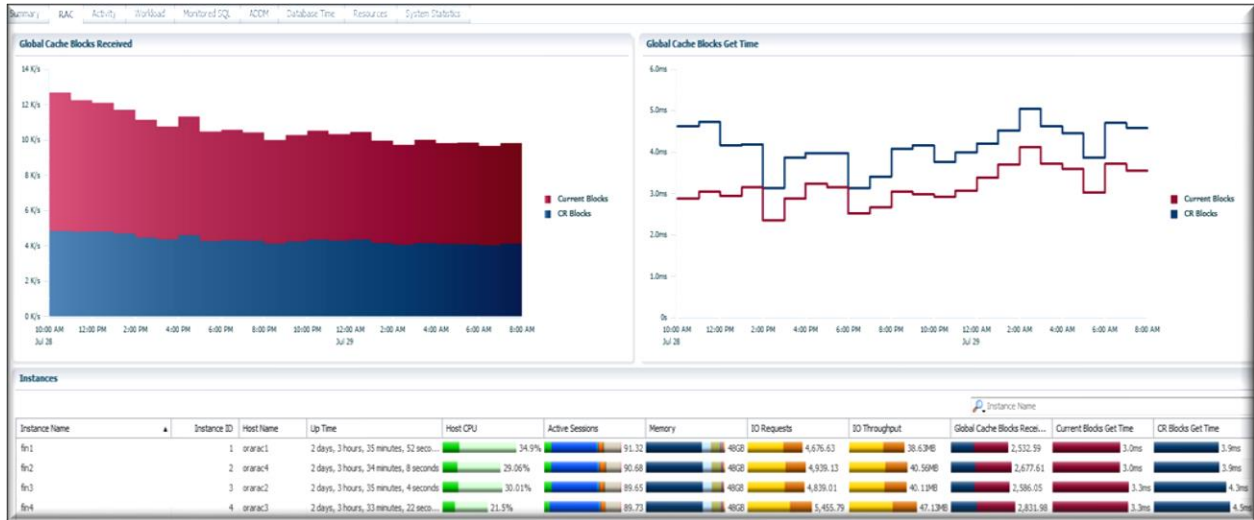 Summary RAC Activity Workload Monitored SQL ADDM Database Time Resources System Statistics
Global Cache Blocks Received
14 K/s
12 K/s
10 K/s
8 K/s
6 K/s
4 K/s
2 K/s
0 K/s
10:00 AM 12:00 PM 2:00 PM 4:00 PM 6:00 PM 8:00 PM 10:00 PM 12:00 AM 2:00 AM 4:00 AM 6:00 AM 8:00 AM
Jul 28 Jul 29
Current Blocks
CR Blocks
Global Cache Blocks Get Time
6.0ms
5.0ms
4.0ms
3.0ms
2.0ms
1.0ms
0s
10:00 AM 12:00 PM 2:00 PM 4:00 PM 6:00 PM 8:00 PM 10:00 PM 12:00 AM 2:00 AM 4:00 AM 6:00 AM 8:00 AM
Jul 28 Jul 29
Current Blocks
CR Blocks
Instances
Instance Name
Instance Name Instance ID Host Name Up Time Host CPU Active Sessions Memory IO Requests IO Throughput Global Cache Blocks Recei... Current Blocks Get Time CR Blocks Get Time
fin1 1 orarac1 2 days, 3 hours, 35 minutes, 52 seco... 34.9% 91.32 48GB 4,676.63 38.63MB 2,532.59 3.0ms 3.9ms
fin2 2 orarac4 2 days, 3 hours, 34 minutes, 8 seconds 29.06% 90.68 48GB 4,939.13 40.56MB 2,677.61 3.0ms 3.9ms
fin3 3 orarac2 2 days, 3 hours, 35 minutes, 4 seconds 30.01% 89.65 48GB 4,839.01 40.11MB 2,586.05 3.3ms 4.3ms
fin4 4 orarac3 2 days, 3 hours, 33 minutes, 22 seco... 21.5% 89.73 48GB 5,455.79 47.13MB 2,831.98 3.3ms 4.5ms